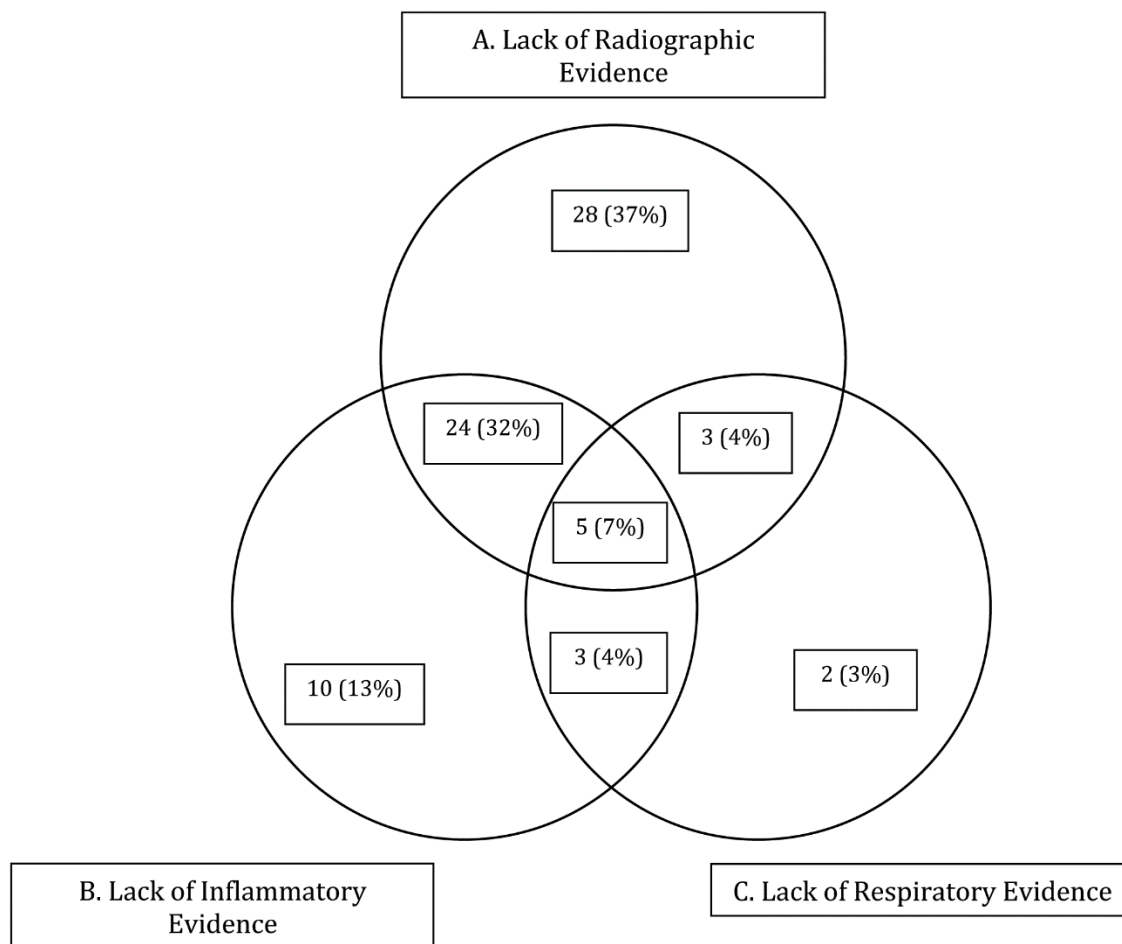 A. Lack of Radiographic
Evidence
28 (37%)
24 (32%)
3 (4%)
5 (7%)
3 (4%)
10 (13%)
2 (3%)
B. Lack of Inflammatory
Evidence
C. Lack of Respiratory Evidence